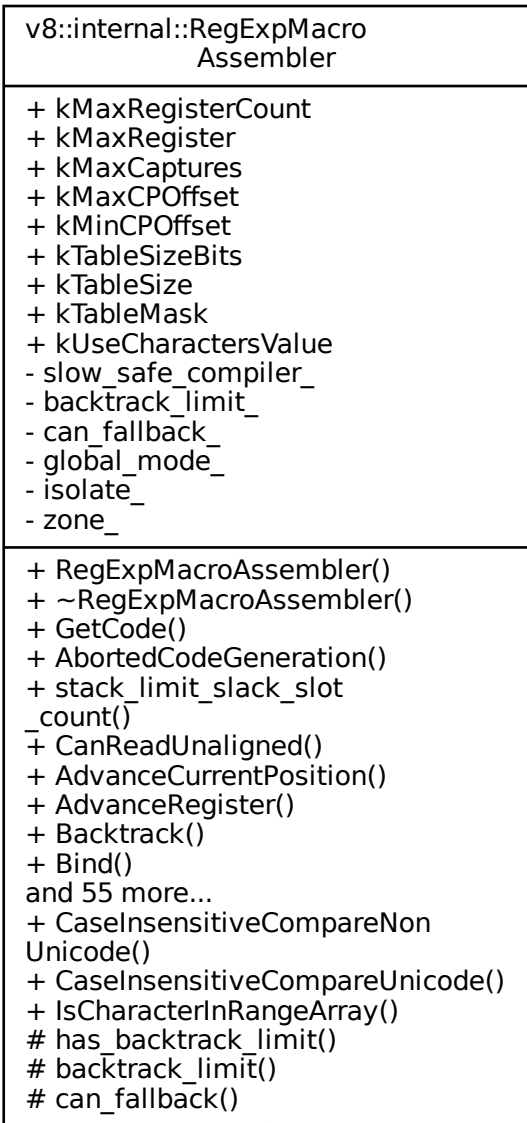 v8::internal::RegExpMacro
Assembler
+ kMaxRegisterCount
+ kMaxRegister
+ kMaxCaptures
+ kMaxCPOffset
+ kMinCPOffset
+ kTableSizeBits
+ kTableSize
+ kTableMask
+ kUseCharactersValue
- slow_safe_compiler_
- backtrack_limit_
- can_fallback_
- global_mode_
- isolate_
- zone_
+ RegExpMacroAssembler()
+ ~RegExpMacroAssembler()
+ GetCode()
+ AbortedCodeGeneration()
+ stack_limit_slack_slot
_count()
+ CanReadUnaligned()
+ AdvanceCurrentPosition()
+ AdvanceRegister()
+ Backtrack()
+ Bind()
and 55 more...
+ CaseInsensitiveCompareNon
Unicode()
+ CaseInsensitiveCompareUnicode()
+ IsCharacterInRangeArray()
# has_backtrack_limit()
# backtrack_limit()
# can_fallback()